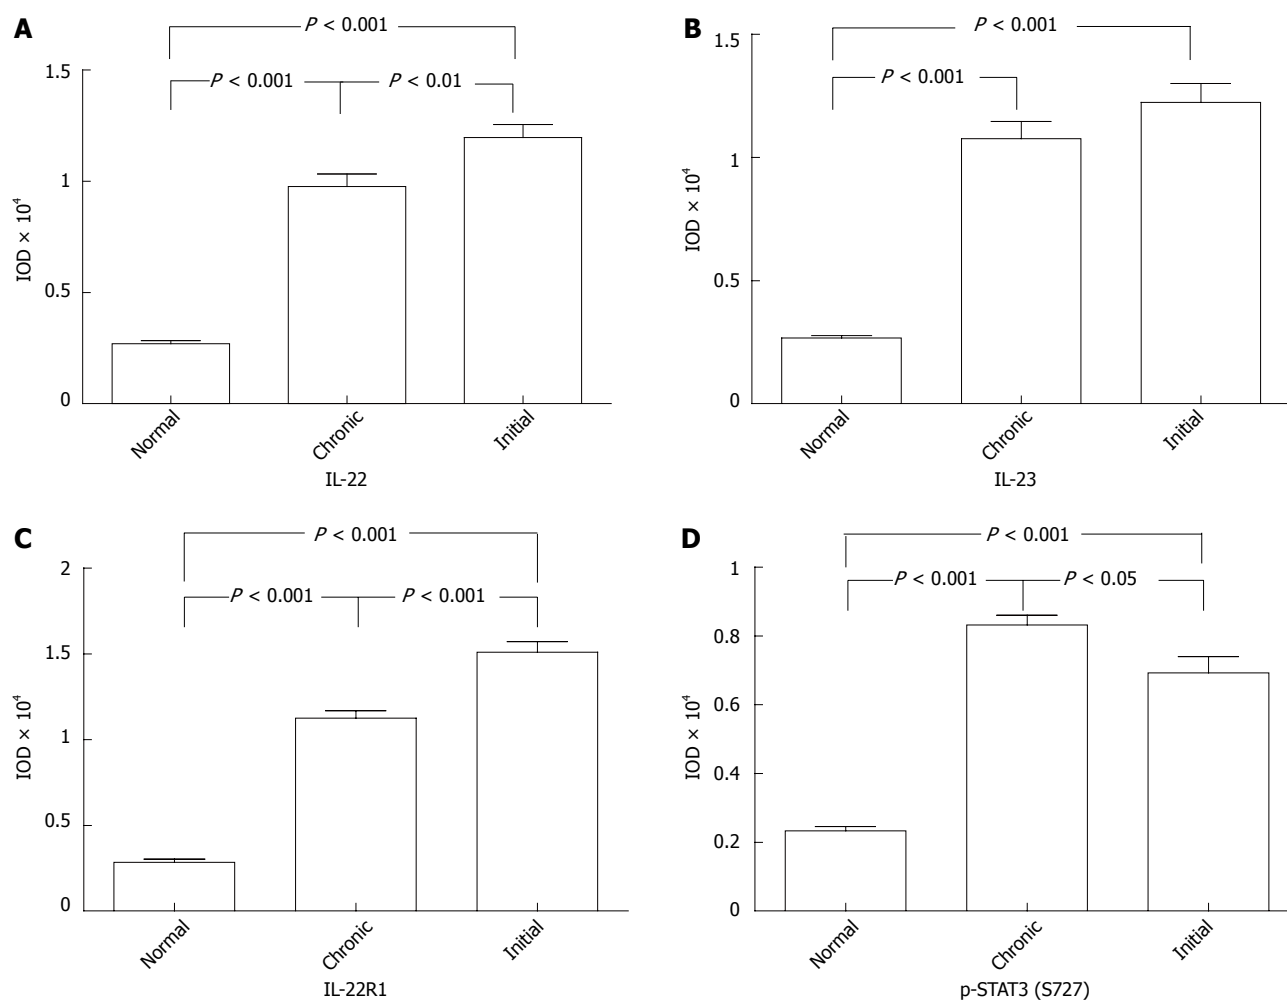 A
P < 0.001
P < 0.001
P < 0.01
1.5
1
0.5
0
IOD × 10⁴
Normal
Chronic
Initial
IL-22
B
P < 0.001
P < 0.001
1.5
1
0.5
0
IOD × 10⁴
Normal
Chronic
Initial
IL-23
C
P < 0.001
P < 0.001
P < 0.001
2
1.5
1
0.5
0
IOD × 10⁴
Normal
Chronic
Initial
IL-22R1
D
P < 0.001
P < 0.001
P < 0.05
1
0.8
0.6
0.4
0.2
0
IOD × 10⁴
Normal
Chronic
Initial
p-STAT3 (S727)